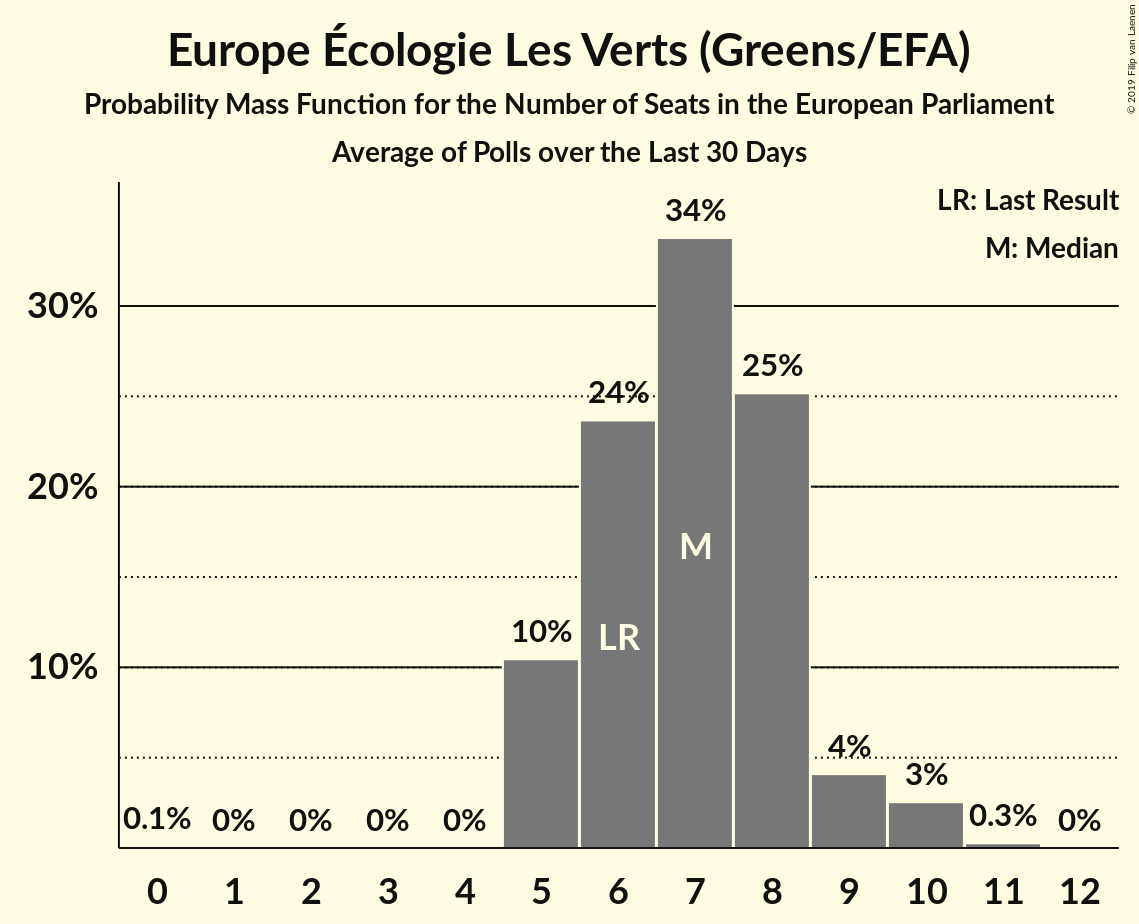 Europe Écologie Les Verts (Greens/EFA)
Probability Mass Function for the Number of Seats in the European Parliament
Average of Polls over the Last 30 Days
© 2019 Filip van Laenen
LR: Last Result
M: Median
34%
30%
25%
24%
20%
M
10%
LR
10%
4%
3%
0.1% 0% 0% 0% 0% 0.3% 0%
0 1 2 3 4 5 6 7 8 9 10 11 12